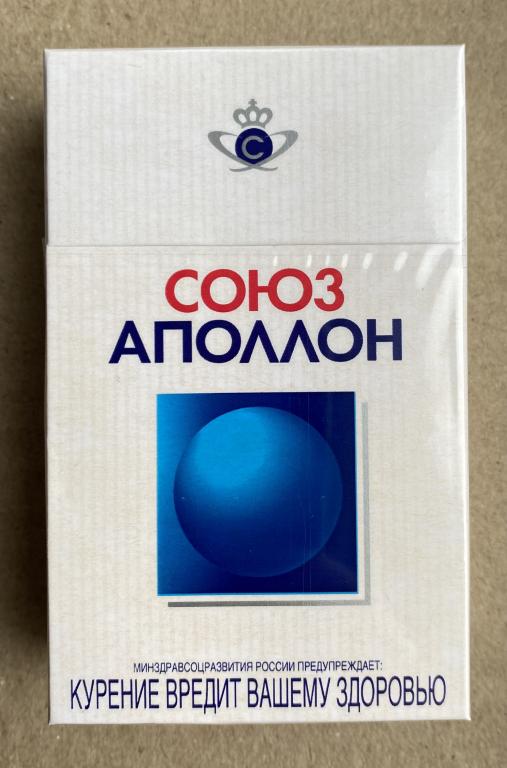 С
СОЮЗ
АПОЛЛОН
МИНЗДРАВСОЦРАЗВИТИЯ РОССИИ ПРЕДУПРЕЖДАЕТ:
КУРЕНИЕ ВРЕДИТ ВАШЕМУ ЗДОРОВЬЮ